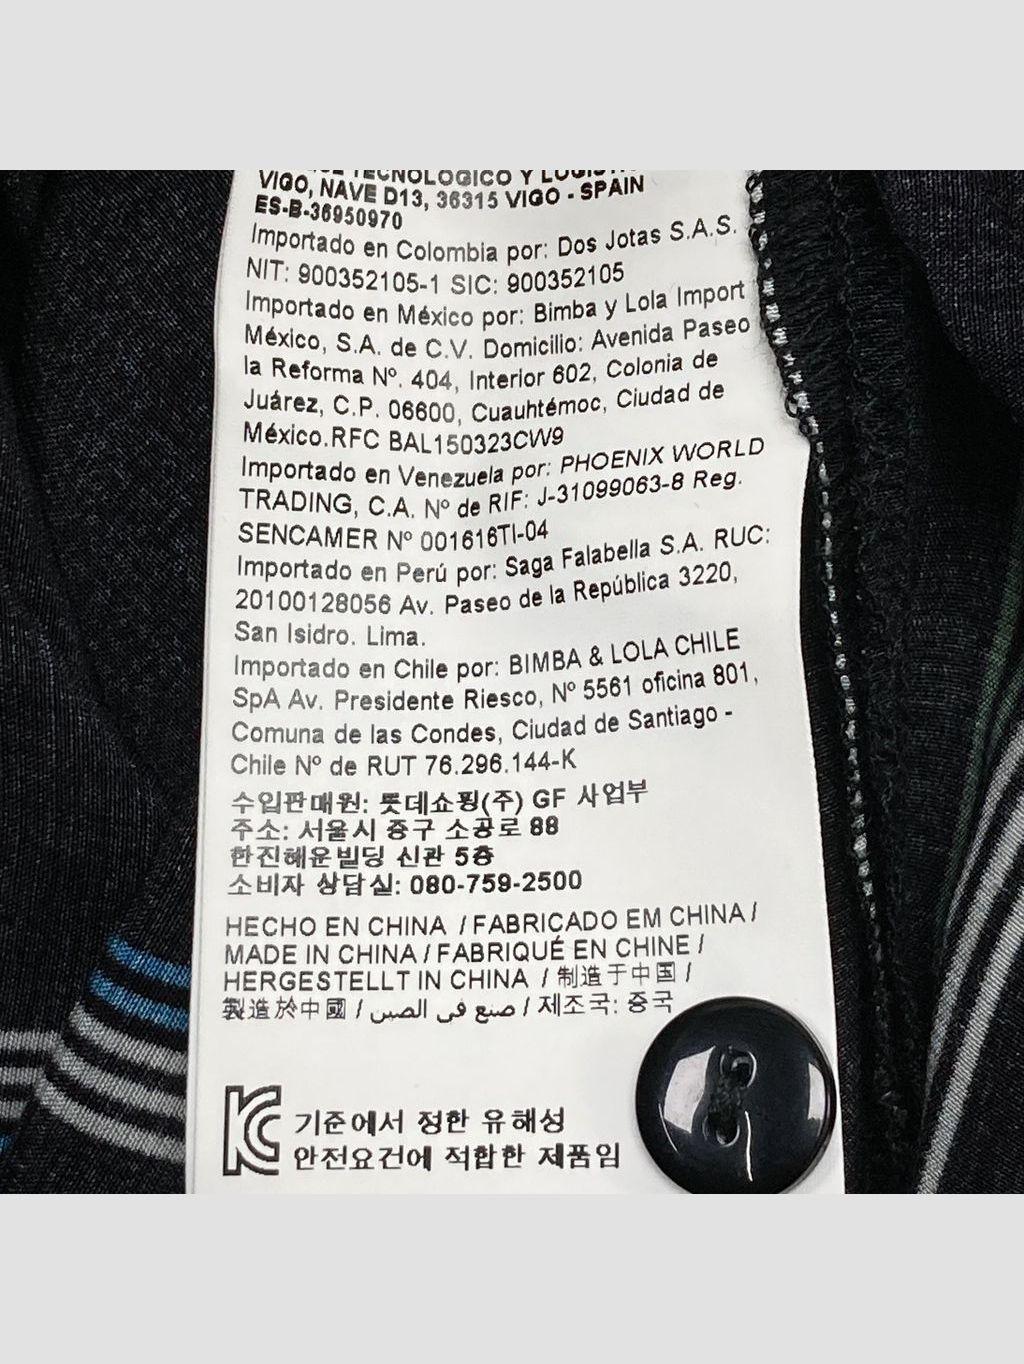 TECNOLÓGICO Y
VIGO, NAVE D13, 36315 VIGO - SPAIN
ES-B-36950970
Importado en Colombia por: Dos Jotas S.A.S.
NIT: 900352105-1 SIC: 900352105
Importado en México por: Bimba y Lola Import
México, S.A. de C.V. Domicilio: Avenida Paseo
la Reforma Nº. 404, Interior 602, Colonia de
Juárez, C.P. 06600, Cuauhtémoc, Ciudad de
México.RFC BAL150323CW9
Importado en Venezuela por: PHOENIX WORLD
TRADING, C.A. Nº de RIF: J-31099063-8 Reg.
SENCAMER Nº 001616TI-04
Importado en Perú por: Saga Falabella S.A. RUC:
20100128056 Av. Paseo de la República 3220,
San Isidro. Lima.
Importado en Chile por: BIMBA & LOLA CHILE
SpA Av. Presidente Riesco, Nº 5561 oficina 801,
Comuna de las Condes, Ciudad de Santiago -
Chile Nº de RUT 76.296.144-K
수입판매원: 롯데쇼핑(주) GF 사업부
주소: 서울시 중구 소공로 88
한진해운빌딩 신관 5층
소비자 상담실: 080-759-2500
HECHO EN CHINA / FABRICADO EM CHINA /
MADE IN CHINA / FABRIQUÉ EN CHINE /
HERGESTELLT IN CHINA / 制造于中国 /
製造於中國 / صنع في الصين / 제조국: 중국
KC 기준에서 정한 유해성
안전요건에 적합한 제품임